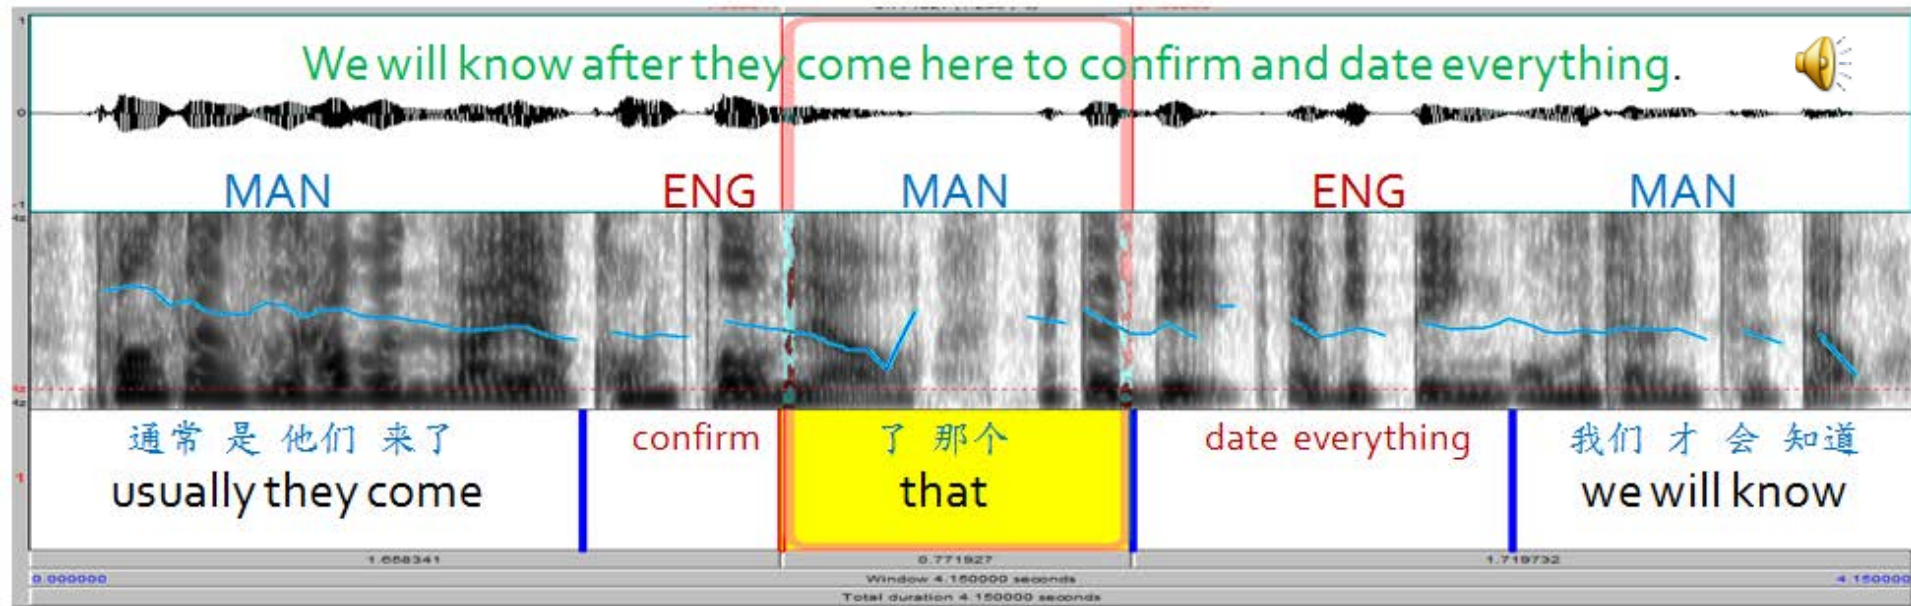 We will know after they come here to confirm and date everything.
MAN ENG MAN ENG MAN
通常 是 他们 来了 confirm 了 那个 date everything 我们 才 会 知道
usually they come that we will know
1.658341 0.771927 1.719732
0.000000 Window 4.150000 seconds 4.150000
Total duration 4.150000 seconds